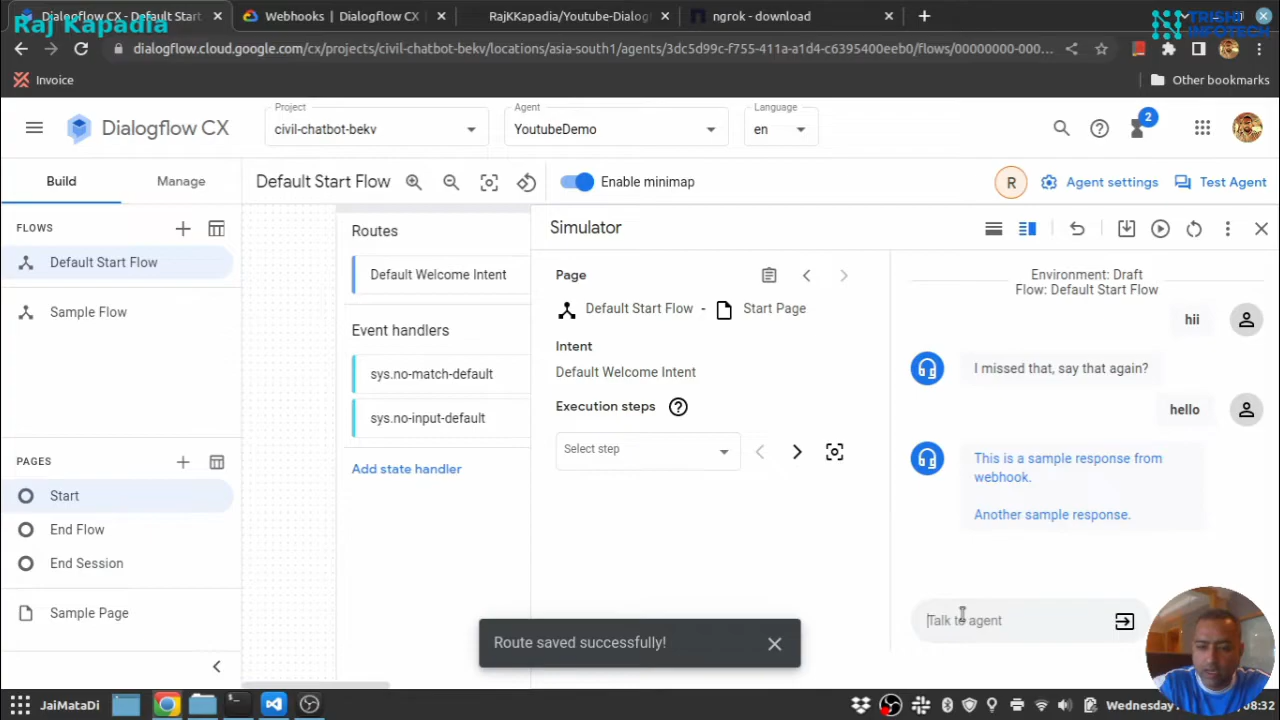 Dialogflow CX - Default Start
Webhooks | Dialogflow CX
RajKKapadia/Youtube-Dialog
ngrok - download
Raj Kapadia
TRISHI
INFOTECH
dialogflow.cloud.google.com/cx/projects/civil-chatbot-bekv/locations/asia-south1/agents/3dc5d99c-f755-411a-a1d4-c6395400eeb0/flows/00000000-000...
Invoice
Other bookmarks
Dialogflow CX
Project
civil-chatbot-bekv
Agent
YoutubeDemo
Language
en
2
Build
Manage
Default Start Flow
Enable minimap
R
Agent settings
Test Agent
FLOWS
Default Start Flow
Sample Flow
PAGES
Start
End Flow
End Session
Sample Page
Routes
Default Welcome Intent
Event handlers
sys.no-match-default
sys.no-input-default
Add state handler
Simulator
Page
Default Start Flow - Start Page
Intent
Default Welcome Intent
Execution steps
Select step
Environment: Draft
Flow: Default Start Flow
hii
I missed that, say that again?
hello
This is a sample response from
webhook.
Another sample response.
Talk to agent
Route saved successfully!
JaiMataDi
Wednesday
08:32